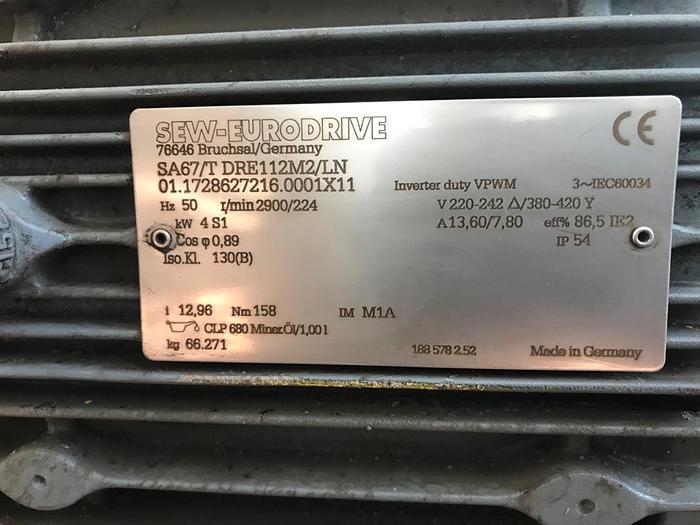 SEW-EURODRIVE CE
76646 Bruchsal/Germany
SA67/T DRE112M2/LN
01.1728627216.0001X11 Inverter duty VPWM 3~IEC60034
Hz 50 r/min 2900/224 V 220-242 Δ/380-420 Y
kW 4 S1 A 13,60/7,80 eff% 86,5 IE2
Cos φ 0,89 IP 54
Iso.Kl. 130(B)
i 12,96 Nm 158 IM M1A
CLP 680 Miner.Öl/1,00 l
kg 66.271 188 578 2.52 Made in Germany